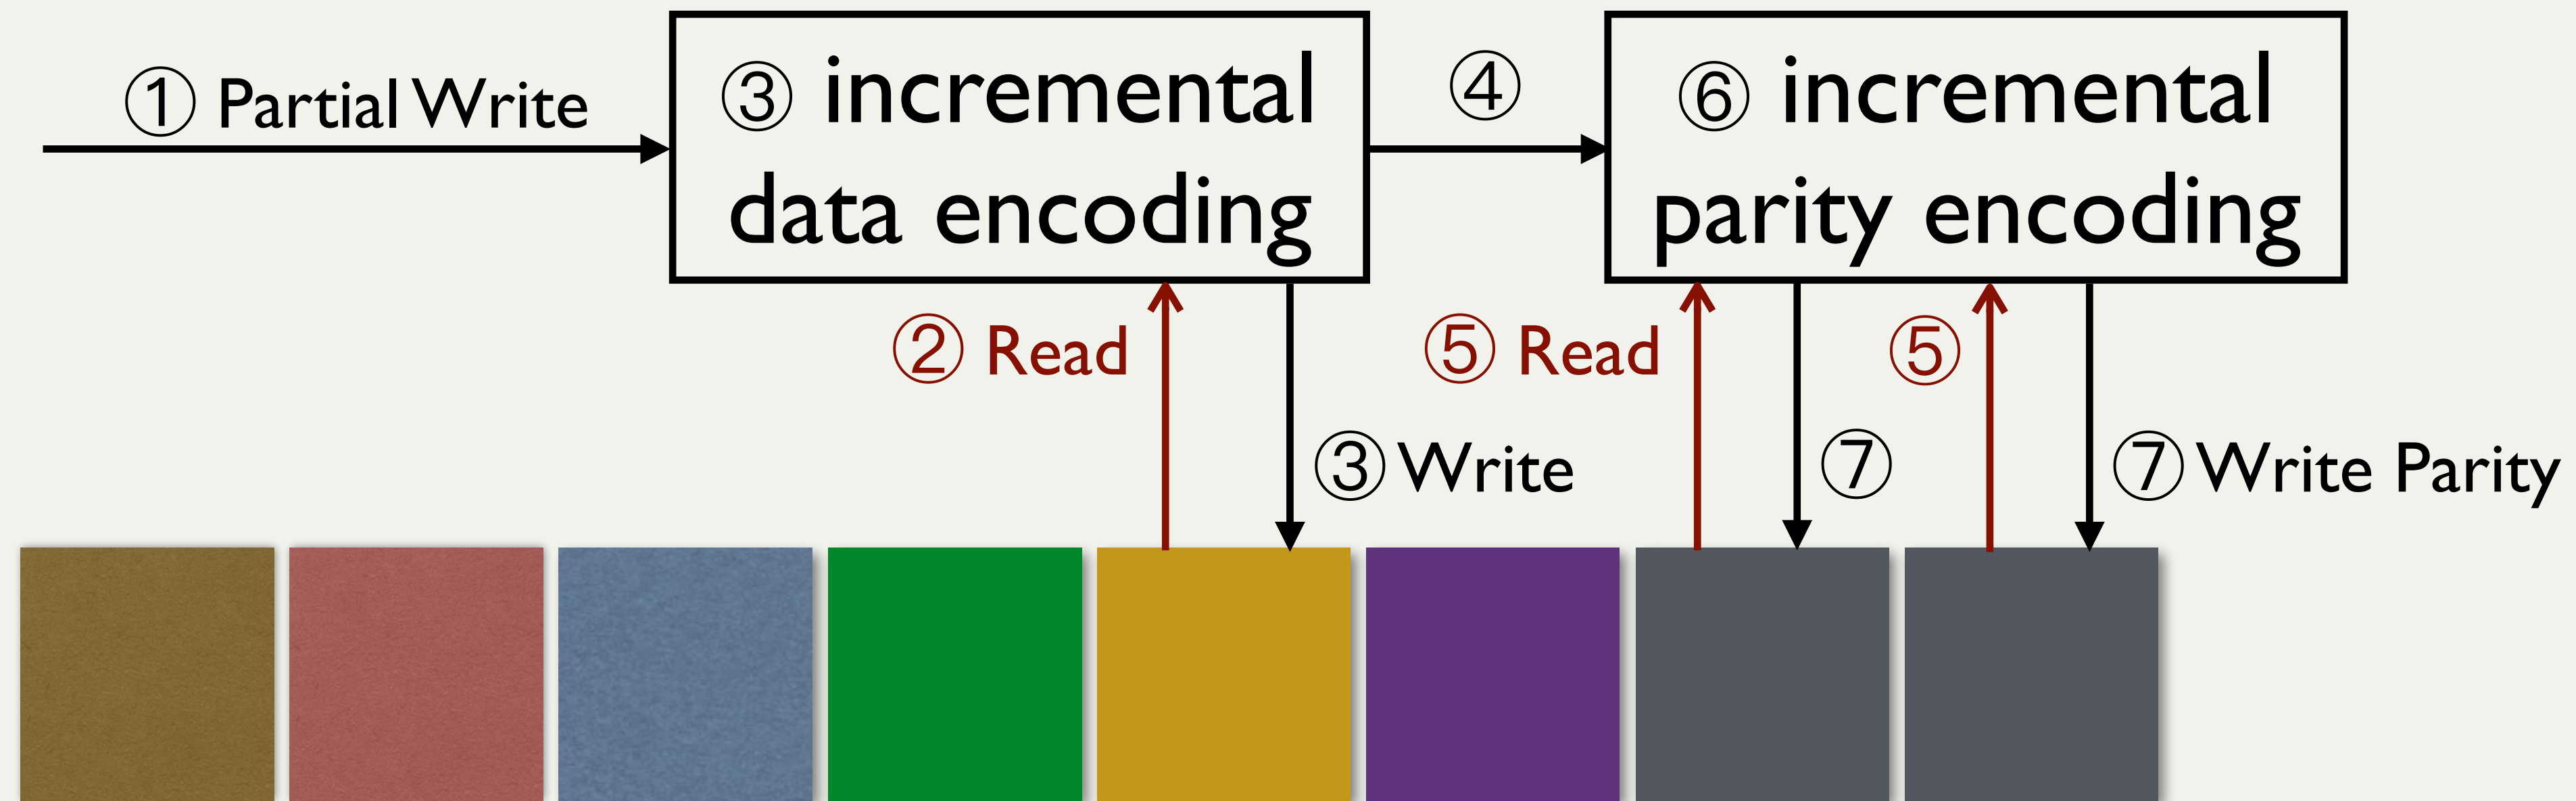 ① Partial Write
③ incremental
data encoding
④
⑥ incremental
parity encoding
② Read
③ Write
⑤ Read
⑦
⑤
⑦ Write Parity